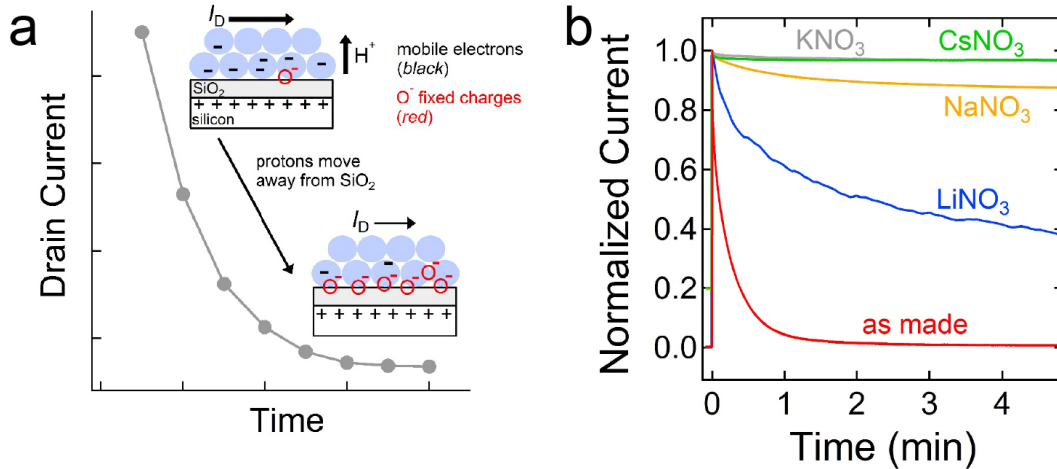 a
Drain Current
Time
I_D
H⁺
- - - - - - -
O⁻
SiO₂
+ + + + + + + +
silicon
mobile electrons
(black)
O⁻ fixed charges
(red)
protons move
away from SiO₂
I_D
- -
O⁻ O⁻ O⁻ O⁻ O⁻ O⁻
+ + + + + + + +
b
Normalized Current
1.0
0.8
0.6
0.4
0.2
0.0
KNO₃
CsNO₃
NaNO₃
LiNO₃
as made
0 1 2 3 4
Time (min)